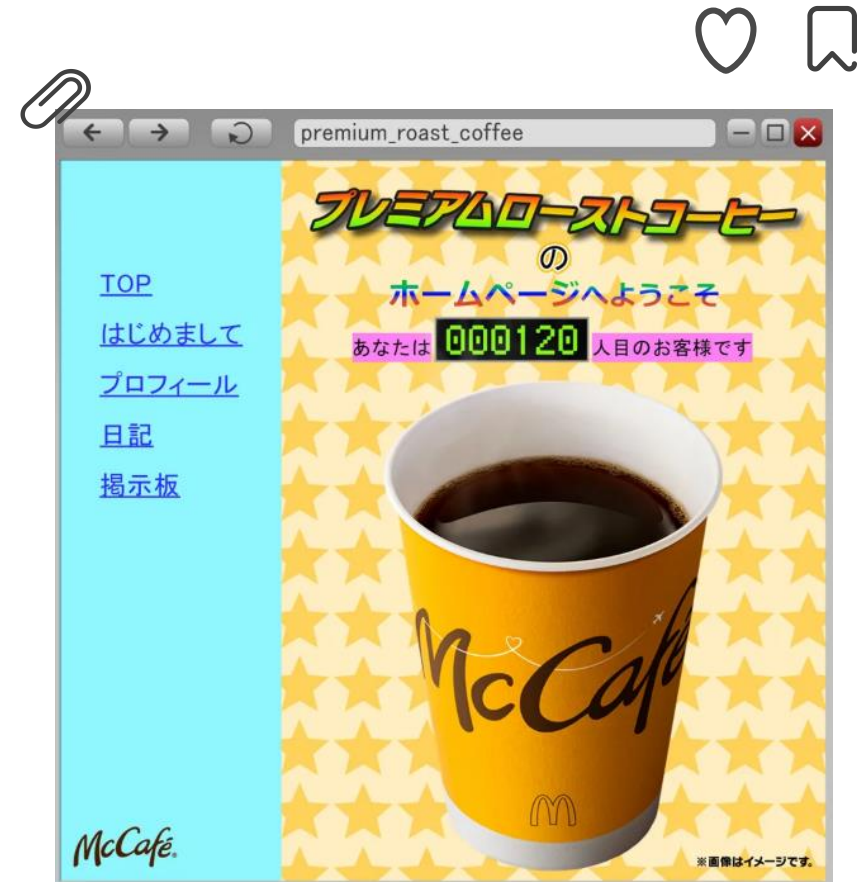 premium_roast_coffee
プレミアムローストコーヒー
の
ホームページへようこそ
あなたは 000120 人目のお客様です
TOP
はじめまして
プロフィール
日記
掲示板
McCafé
McCafé®
※画像はイメージです。